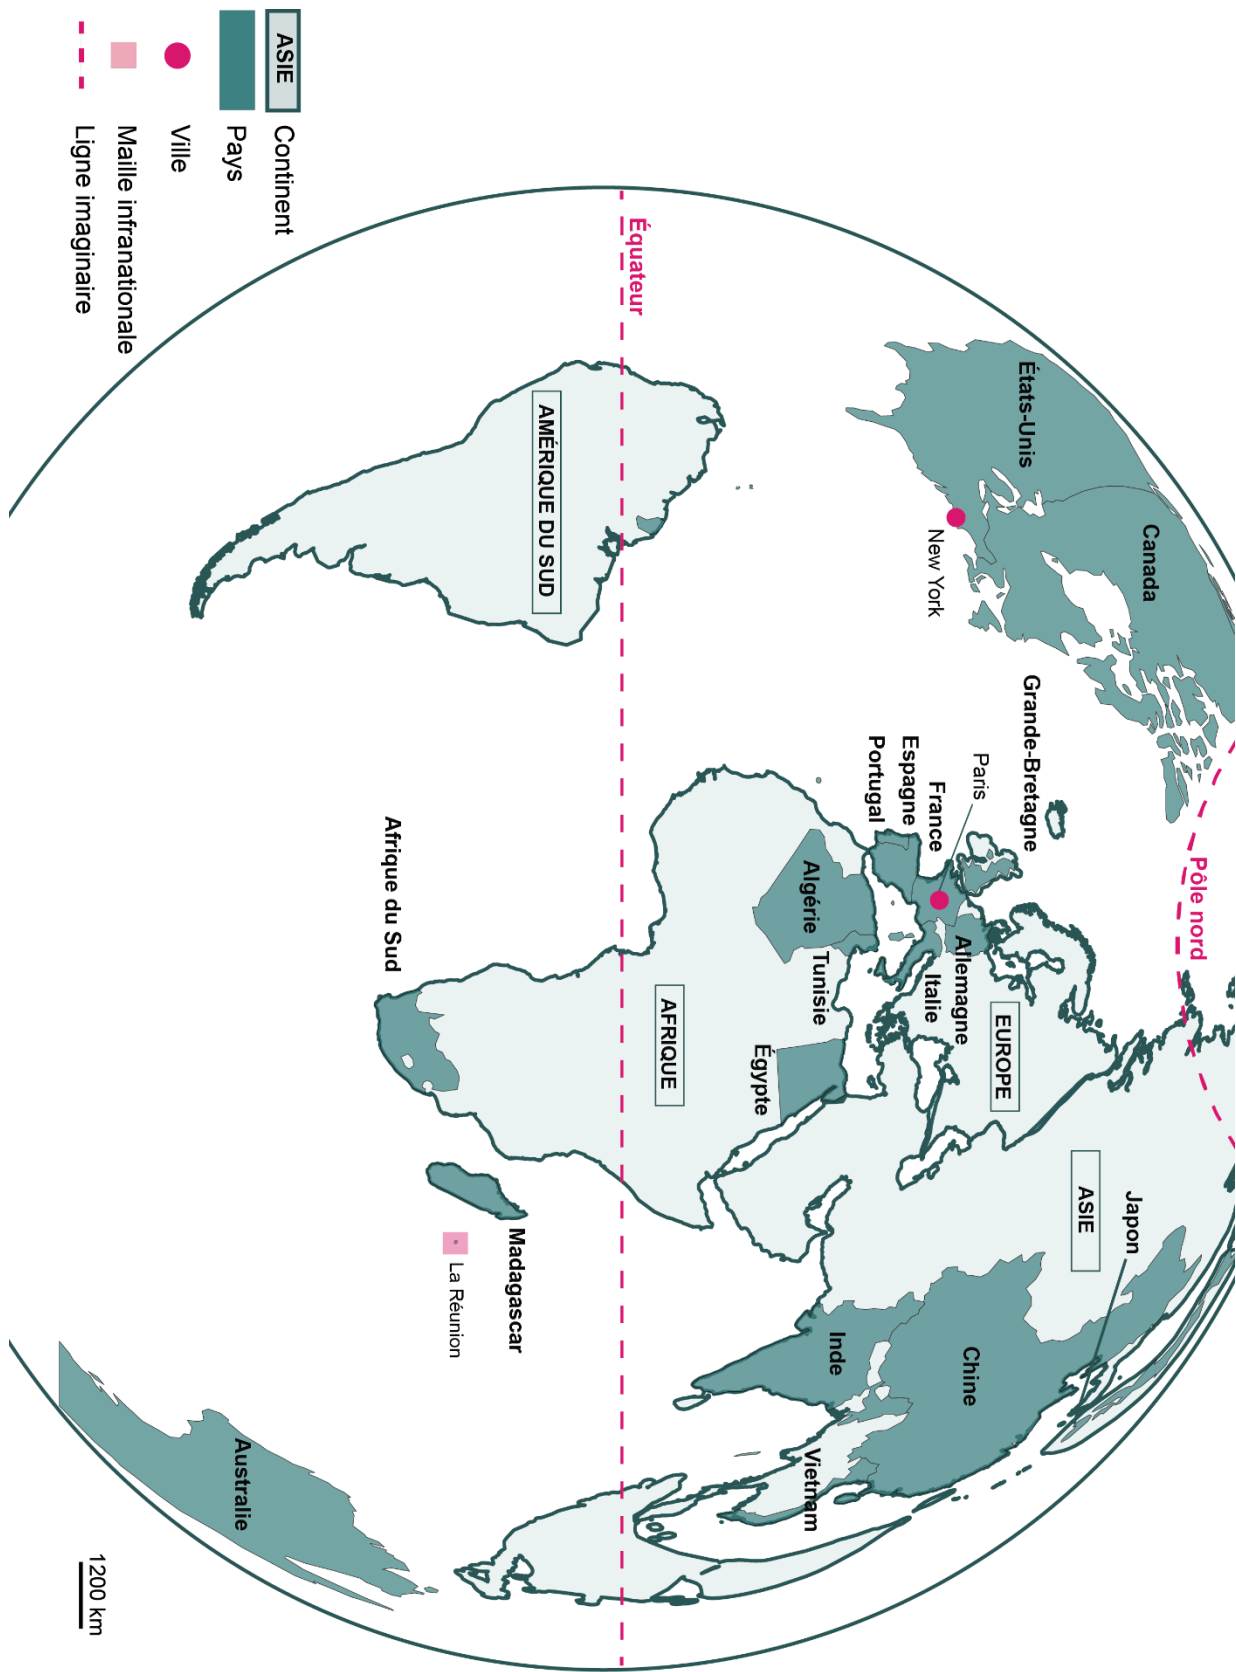 Pôle nord
Canada
États-Unis
New York
Grande-Bretagne
Paris
France
Espagne
Portugal
Allemagne
Italie
EUROPE
ASIE
Japon
Chine
Inde
Vietnam
Algérie
Tunisie
Égypte
AFRIQUE
Équateur
AMÉRIQUE DU SUD
Afrique du Sud
Madagascar
La Réunion
Australie
ASIE
Continent
Pays
Ville
Maille infranationale
Ligne imaginaire
1200 km